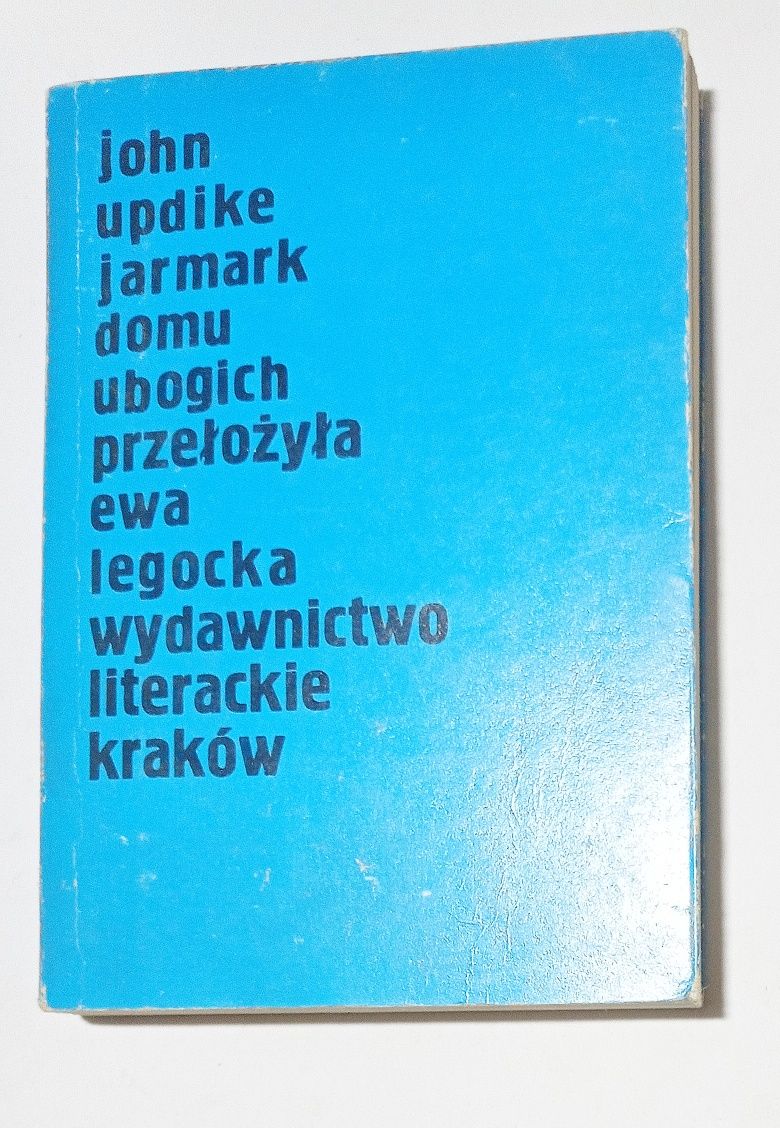 john
updike
jarmark
domu
ubogich
przełożyła
ewa
legocka
wydawnictwo
literackie
kraków